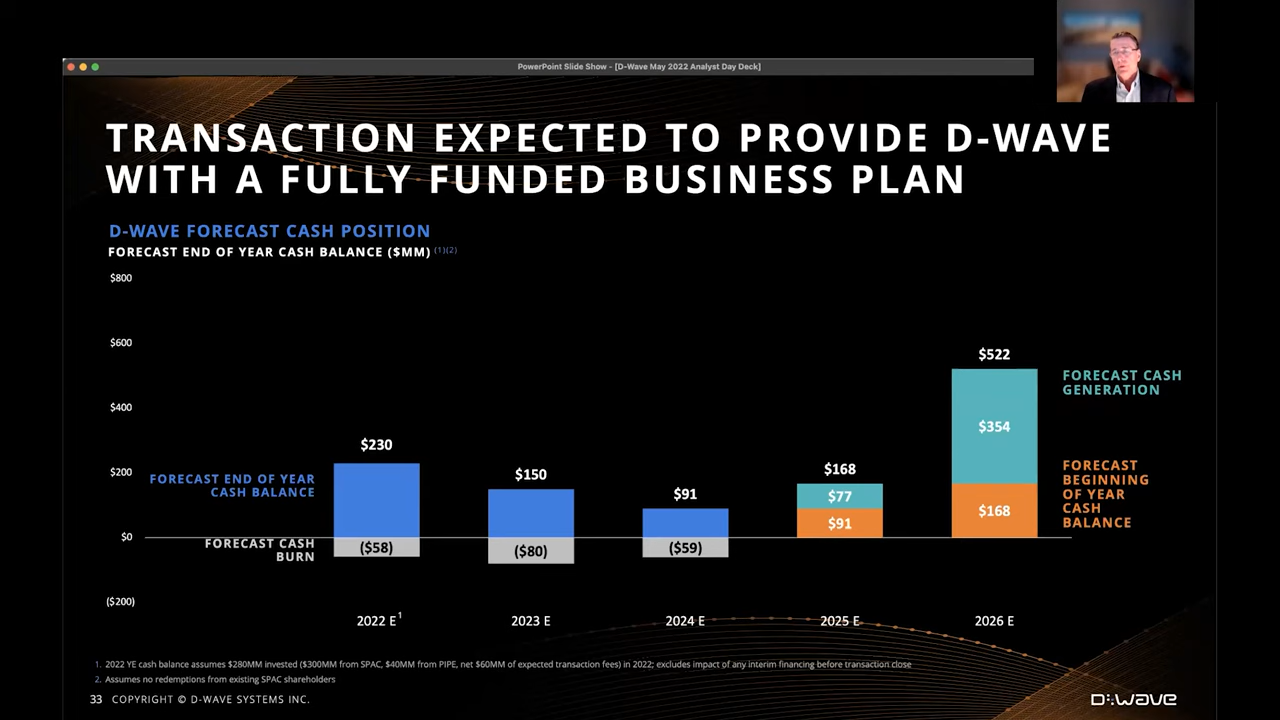 PowerPoint Slide Show - [D-Wave May 2022 Analyst Day Deck]
TRANSACTION EXPECTED TO PROVIDE D-WAVE
WITH A FULLY FUNDED BUSINESS PLAN
D-WAVE FORECAST CASH POSITION
FORECAST END OF YEAR CASH BALANCE ($MM) (1)(2)
$800
$600
$400
$200
$0
($200)
FORECAST END OF YEAR
CASH BALANCE
FORECAST CASH
BURN
$230
($58)
$150
($80)
$91
($59)
$168
$77
$91
$522
$354
$168
FORECAST CASH
GENERATION
FORECAST
BEGINNING
OF YEAR
CASH
BALANCE
2022 E1
2023 E
2024 E
2025 E
2026 E
1. 2022 YE cash balance assumes $280MM invested ($300MM from SPAC, $40MM from PIPE, net $60MM of expected transaction fees) in 2022; excludes impact of any interim financing before transaction close
2. Assumes no redemptions from existing SPAC shareholders
33 COPYRIGHT © D-WAVE SYSTEMS INC.
D:wave